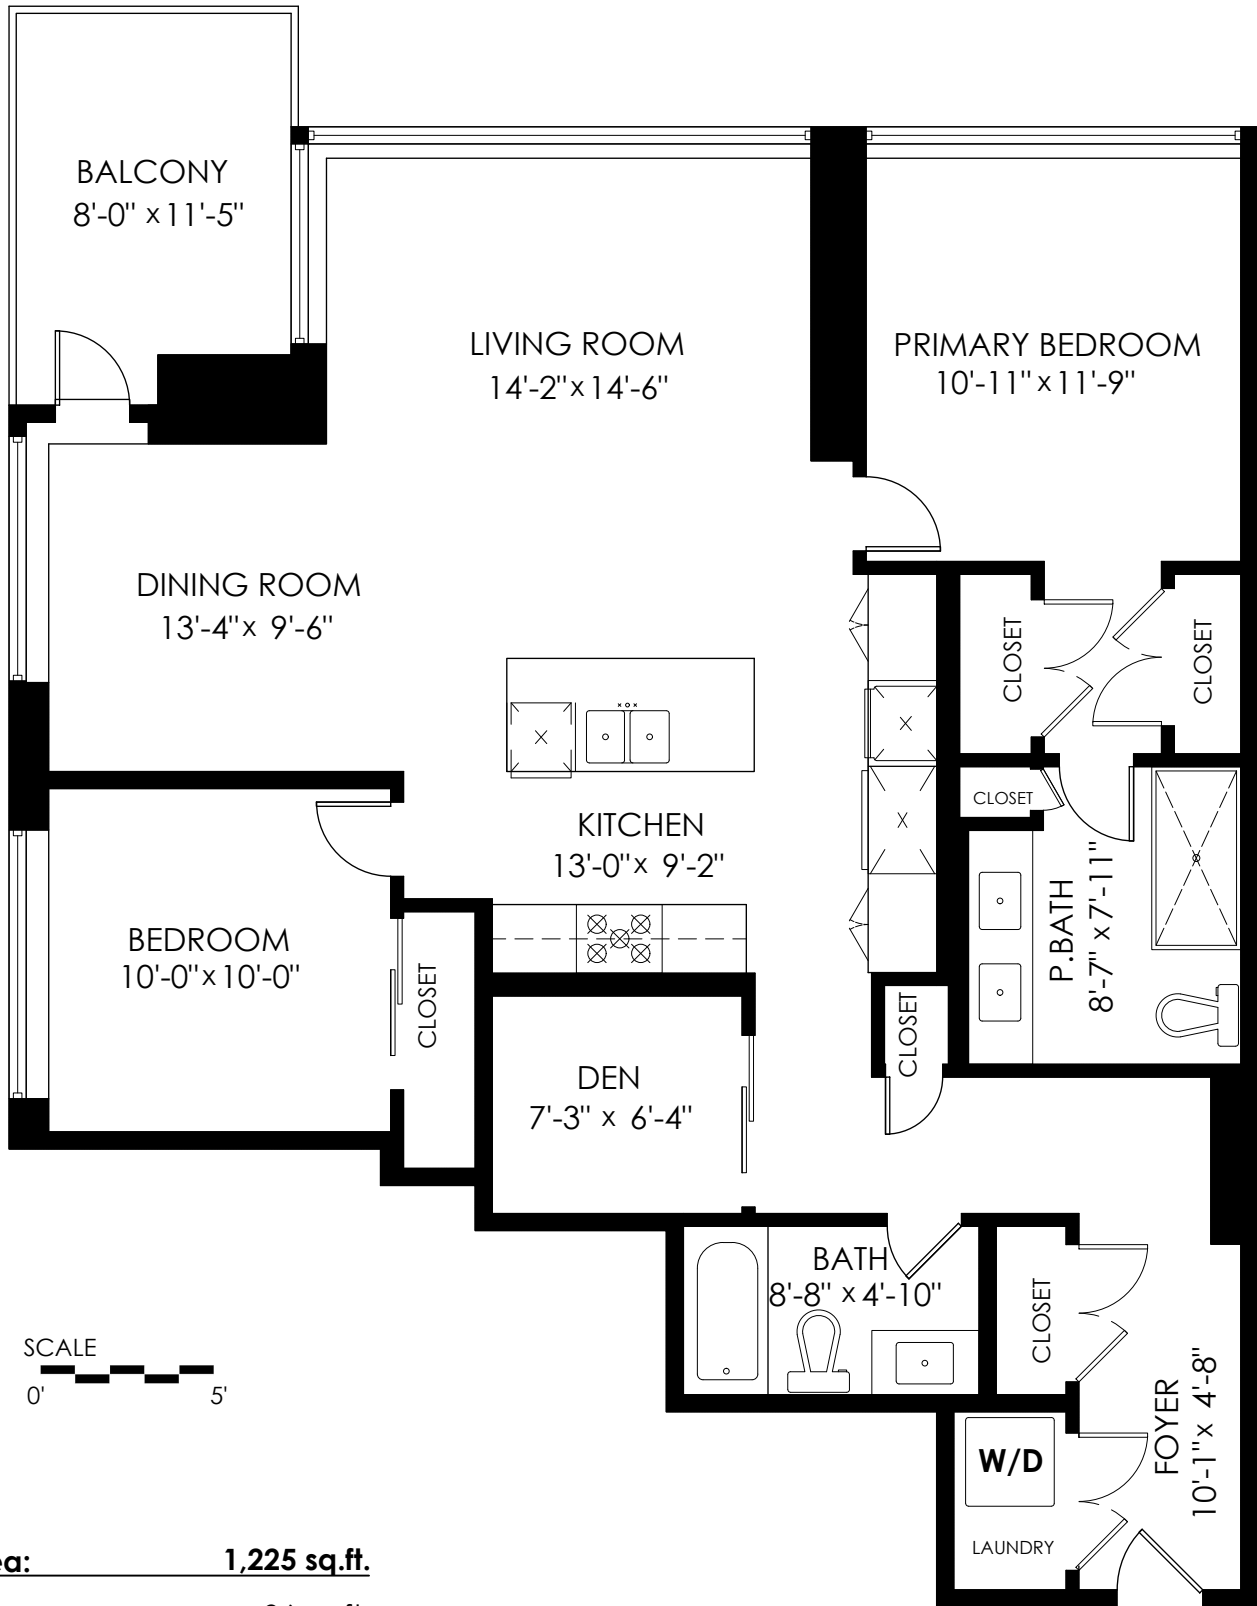 BALCONY
8'-0" x 11'-5"
LIVING ROOM
14'-2" x 14'-6"
PRIMARY BEDROOM
10'-11" x 11'-9"
DINING ROOM
13'-4" x 9'-6"
CLOSET
CLOSET
CLOSET
KITCHEN
13'-0" x 9'-2"
P.BATH
8'-7" x 7'-11"
BEDROOM
10'-0" x 10'-0"
CLOSET
CLOSET
DEN
7'-3" x 6'-4"
BATH
8'-8" x 4'-10"
CLOSET
FOYER
10'-1" x 4'-8"
W/D
LAUNDRY
SCALE
0' 5'
1,225 sq.ft.